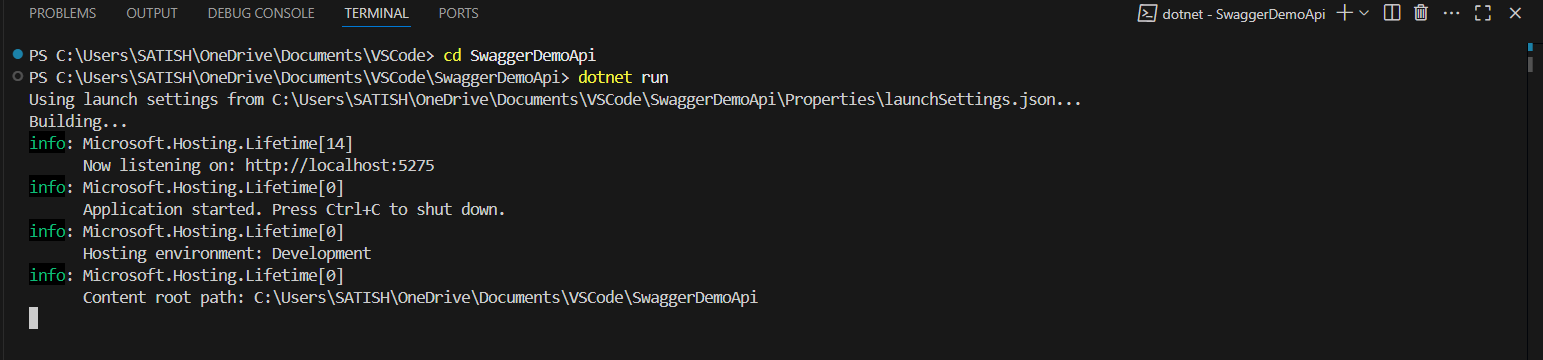 PROBLEMS OUTPUT DEBUG CONSOLE TERMINAL PORTS dotnet - SwaggerDemoApi
PS C:\Users\SATISH\OneDrive\Documents\VSCode> cd SwaggerDemoApi
PS C:\Users\SATISH\OneDrive\Documents\VSCode\SwaggerDemoApi> dotnet run
Using launch settings from C:\Users\SATISH\OneDrive\Documents\VSCode\SwaggerDemoApi\Properties\launchSettings.json...
Building...
info: Microsoft.Hosting.Lifetime[14]
Now listening on: http://localhost:5275
info: Microsoft.Hosting.Lifetime[0]
Application started. Press Ctrl+C to shut down.
info: Microsoft.Hosting.Lifetime[0]
Hosting environment: Development
info: Microsoft.Hosting.Lifetime[0]
Content root path: C:\Users\SATISH\OneDrive\Documents\VSCode\SwaggerDemoApi